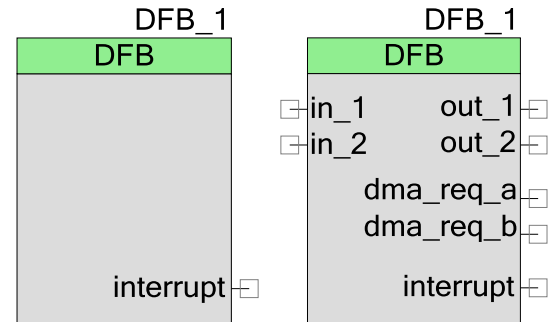 DFB_1
DFB
interrupt
DFB_1
DFB
in_1
out_1
in_2
out_2
dma_req_a
dma_req_b
interrupt